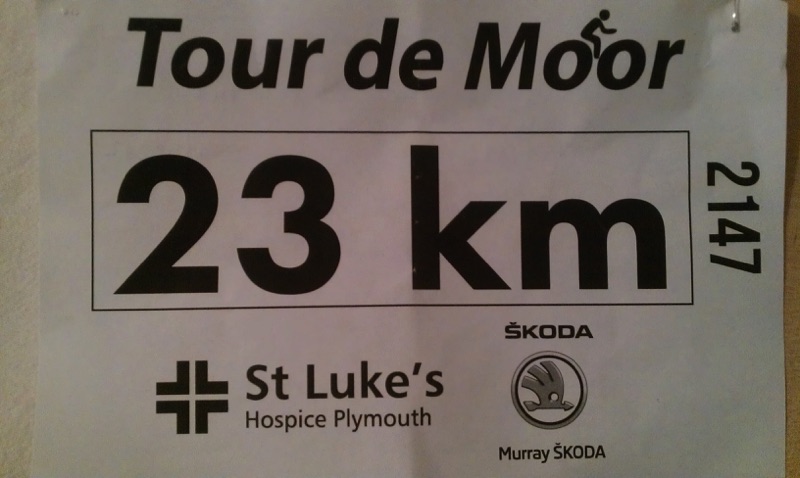 Tour de Moor
23 km
2147
St Luke's
Hospice Plymouth
ŠKODA
Murray ŠKODA